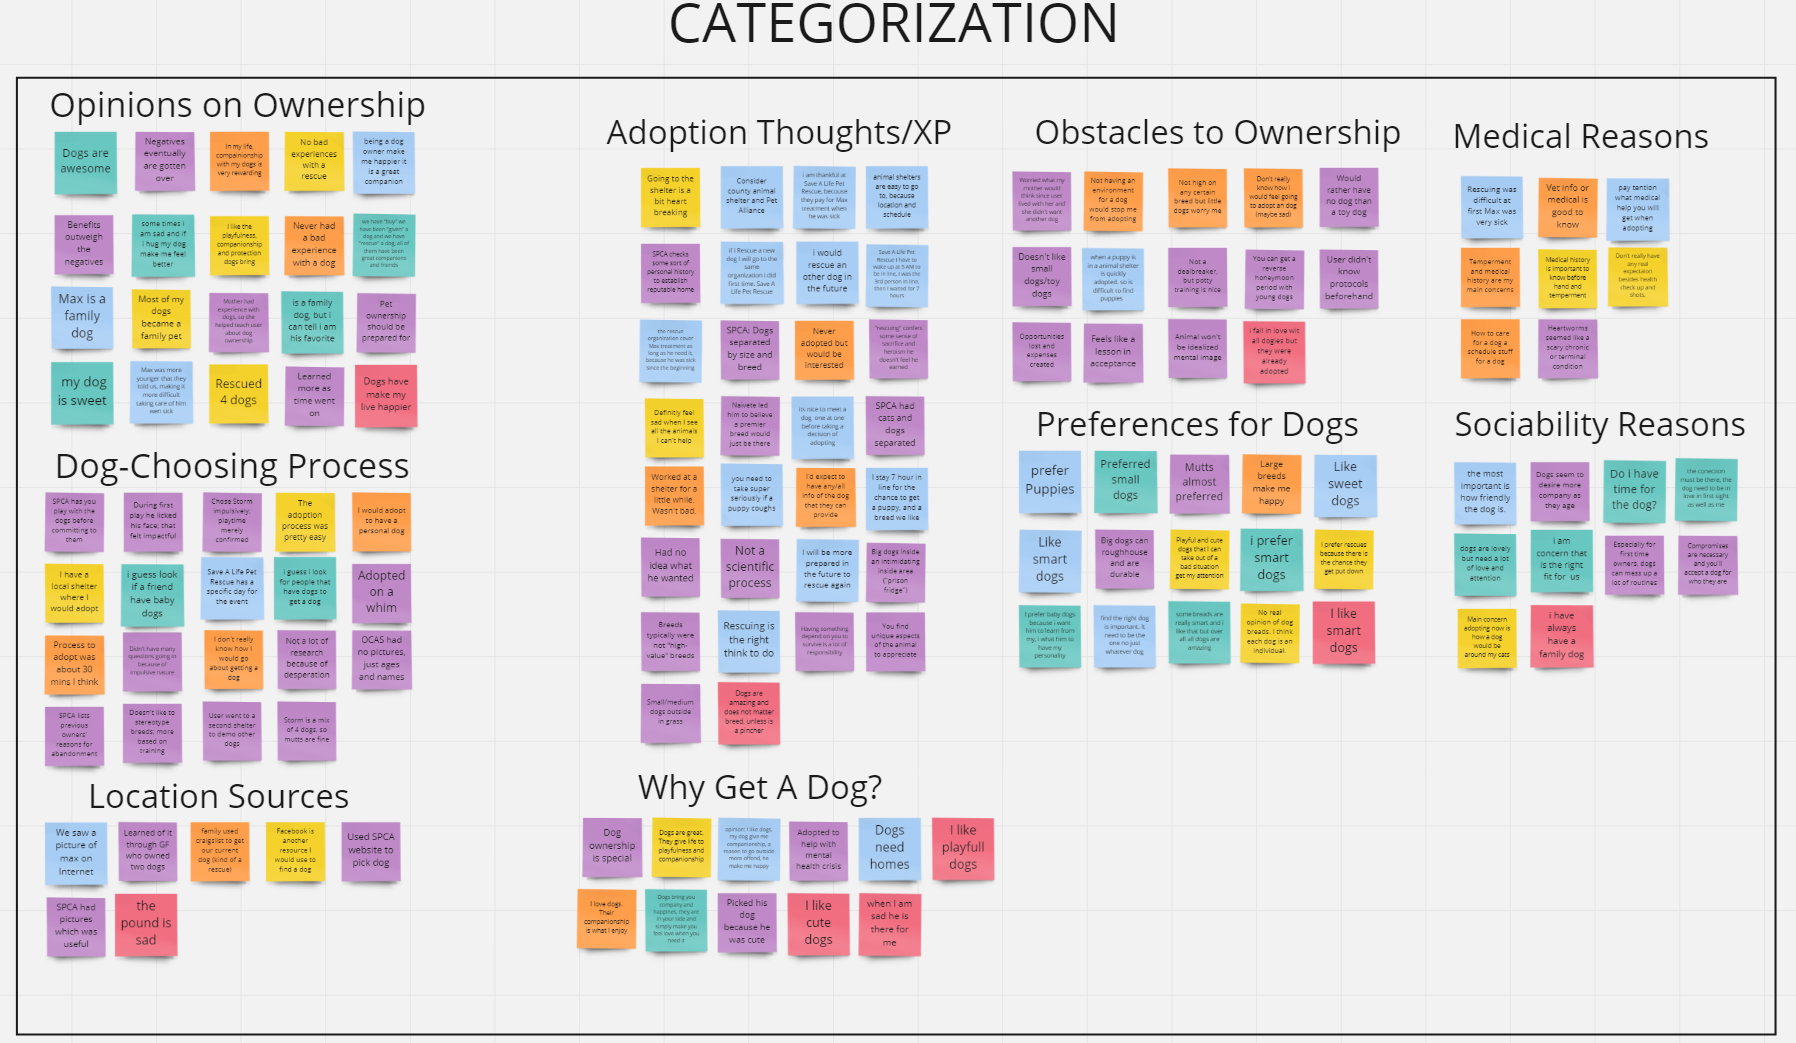 CATEGORIZATION
Opinions on Ownership
Dogs are
awesome
Negatives
eventually
are gotten
over
In my life,
companionship
with my dogs is
very rewarding
No bad
experiences
with a
rescue
being a dog
owner make
me happier it
is a great
companion
Benefits
outweigh
the
negatives
some times i
am sad and if
i hug my dog
make me feel
better
I like the
playfulness,
companionship
and protection
dogs bring
Never had
a bad
experience
with a dog
we have "buy" we
have been "given" a
dog and we have
"rescue" a dog, all of
them have been
great companions
and friends
Max is a
family
dog
Most of my
dogs
became a
family pet
Mother had
experience with
dogs, so she
helped teach user
about dog
ownership
is a family
dog, but i
can tell i am
his favorite
Pet
ownership
should be
prepared for
my dog
is sweet
Max was more
younger that they
told us, making it
more difficult
taking care of him
even sick
Rescued
4 dogs
Learned
more as
time went
on
Dogs have
make my
live happier
Dog-Choosing Process
SPCA has you
play with the
dogs before
committing to
them
During first
play he licked
his face; that
felt impactful
Chose Storm
impulsively;
playtime
merely
confirmed
The
adoption
process was
pretty easy
I would adopt
to have a
personal dog
I have a
local shelter
where I
would adopt
i guess look
if a friend
have baby
dogs
Save A Life Pet
Rescue has a
specific day for
the event
i guess i look
for people that
have dogs to
get a dog
Adopted
on a
whim
Process to
adopt was
about 30
mins I think
Didn't have many
questions going in
because of
impulsive nature
I don't really
know how I
would go
about getting a
dog
Not a lot of
research
because of
desperation
OCAS had
no pictures,
just ages
and names
SPCA lists
previous
owners'
reasons for
abandonment
Doesn't like to
stereotype
breeds; more
based on
training
User went to a
second shelter
to demo other
dogs
Storm is a mix
of 4 dogs, so
mutts are fine
Location Sources
We saw a
picture of
max on
Internet
Learned of it
through GF
who owned
two dogs
family used
craigslist to get
our current
dog (kind of a
rescue)
Facebook is
another
resource I
would use to
find a dog
Used SPCA
website to
pick dog
SPCA had
pictures
which was
useful
the
pound is
sad
Adoption Thoughts/XP
Going to the
shelter is a
bit heart
breaking
Consider
county animal
shelter and Pet
Alliance
i am thankful at
Save A Life Pet
Rescue, because
they pay for Max
treatment when
he was sick
animal shelters
are easy to go
to, because
location and
schedule
SPCA checks
some sort of
personal history
to establish
reputable home
if i Rescue a new
dog I will go to the
same
organization i did
first time. Save A
Life Pet Rescue
i would
rescue an
other dog in
the future
Save A Life Pet
Rescue I have to
wake up at 5 AM to
be in line, I was the
led person in line,
then i waited for 7
hours
the rescue
organization cover
Max treatment as
long as he need it,
because he was sick
since the beginning
SPCA: Dogs
separated
by size and
breed
Never
adopted but
would be
interested
"rescuing" confers
some sense of
sacrifice and
heroism he
doesn't feel he
earned
Definitly feel
sad when I see
all the animals
I can't help
Naivete led
him to believe
a premier
breed would
just be there
its nice to meet a
dog one at one
before taking a
decision of
adopting
SPCA had
cats and
dogs
separated
Worked at a
shelter for a
little while.
Wasn't bad.
you need to
take super
seriously if a
puppy coughs
I'd expect to
have any/all
info of the dog
that they can
provide
I stay 7 hour in
line for the
chance to get
a puppy, and a
breed we like
Had no
idea what
he wanted
Not a
scientific
process
I will be more
prepared in
the future to
rescue again
Big dogs inside
an intimidating
inside area
("prison
fridge")
Breeds
typically were
not "high-
value" breeds
Rescuing is
the right
think to do
Having something
depend on you to
survive is a lot of
responsibility
You find
unique aspects
of the animal
to appreciate
Small/medium
dogs outside
in grass
Dogs are
amazing and
does not matter
breed, unless is
a pincher
Why Get A Dog?
Dog
ownership
is special
Dogs are great.
They give life to
playfulness and
companionship
opinion: I like dogs,
my dog give me
companionship, a
reason to go outside
more often, he
make me happy
Adopted to
help with
mental
health crisis
Dogs
need
homes
I like
playfull
dogs
I love dogs.
Their
companionship
is what I enjoy
Dogs bring you
company and
happines, they are
in your side and
simply make you
feel love when you
need it
Picked his
dog
because he
was cute
I like
cute
dogs
when I am
sad he is
there for
me
Obstacles to Ownership
Worried what my
mother would
think since user
lived with her and
she didn't want
another dog
Not having an
environment
for a dog
would stop me
from adopting
Not high on
any certain
breed but little
dogs worry me
Don't really
know how I
would feel going
to adopt an dog
(maybe sad)
Would
rather have
no dog than
a toy dog
Doesn't like
small
dogs/toy
dogs
when a puppy is
in a animal shelter
is quickly
adopted, so is
difficult to find
puppies
Not a
dealbreaker,
but potty
training is nice
You can get a
reverse
honeymoon
period with
young dogs
User didn't
know
protocols
beforehand
Opportunities
lost and
expenses
created
Feels like a
lesson in
acceptance
Animal won't
be idealized
mental image
I fall in love wit
all dogies but
they were
already
adopted
Preferences for Dogs
prefer
Puppies
Preferred
small
dogs
Mutts
almost
preferred
Large
breeds
make me
happy
Like
sweet
dogs
Like
smart
dogs
Big dogs can
roughhouse
and are
durable
Playful and cute
dogs that I can
take out of a
bad situation
get my attention
i prefer
smart
dogs
I prefer rescues
because there is
the chance they
get put down
I prefer baby dogs
because i want
him to learn from
my, i what him to
have my
personality
find the right dog
is important. it
need to be the
one no just
whatever dog
some breads are
really smart and i
like that but over
all all dogs are
amazing
No real
opinion of dog
breads. I think
each dog is an
individual.
I like
smart
dogs
Medical Reasons
Rescuing was
difficult at
first Max was
very sick
Vet info or
medical is
good to
know
pay tention
what medical
help you will
get when
adopting
Temperment
and medical
history are my
main concerns
Medical history
is important to
know before
hand and
temperment
Don't really have
any real
expectaion
besides health
check up and
shots.
How to care
for a dog a
schedule stuff
for a dog
Heartworms
seemed like a
scary chronic
or terminal
condition
Sociability Reasons
the most
important is
how friendly
the dog is.
Dogs seem to
desire more
company as
they age
Do i have
time for
the dog?
the conection
must be there, the
dog need to be in
love in first sight
as well as me
dogs are lovely
but need a lot
of love and
attention
i am
concern that
is the right
fit for us
Especially for
first time
owners, dogs
can mess up a
lot of routines
Compromises
are necessary
and you'll
accept a dog for
who they are
Main concern
adopting now is
how a dog
would be
around my cats
i have
always
have a
family dog